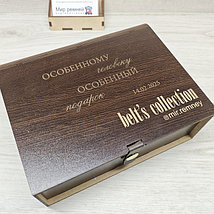 Мир ремней
ОСОБЕННОМУ
человеку
ОСОБЕННЫЙ
подарок
14.02.2025
belt's collection
@mir.remney